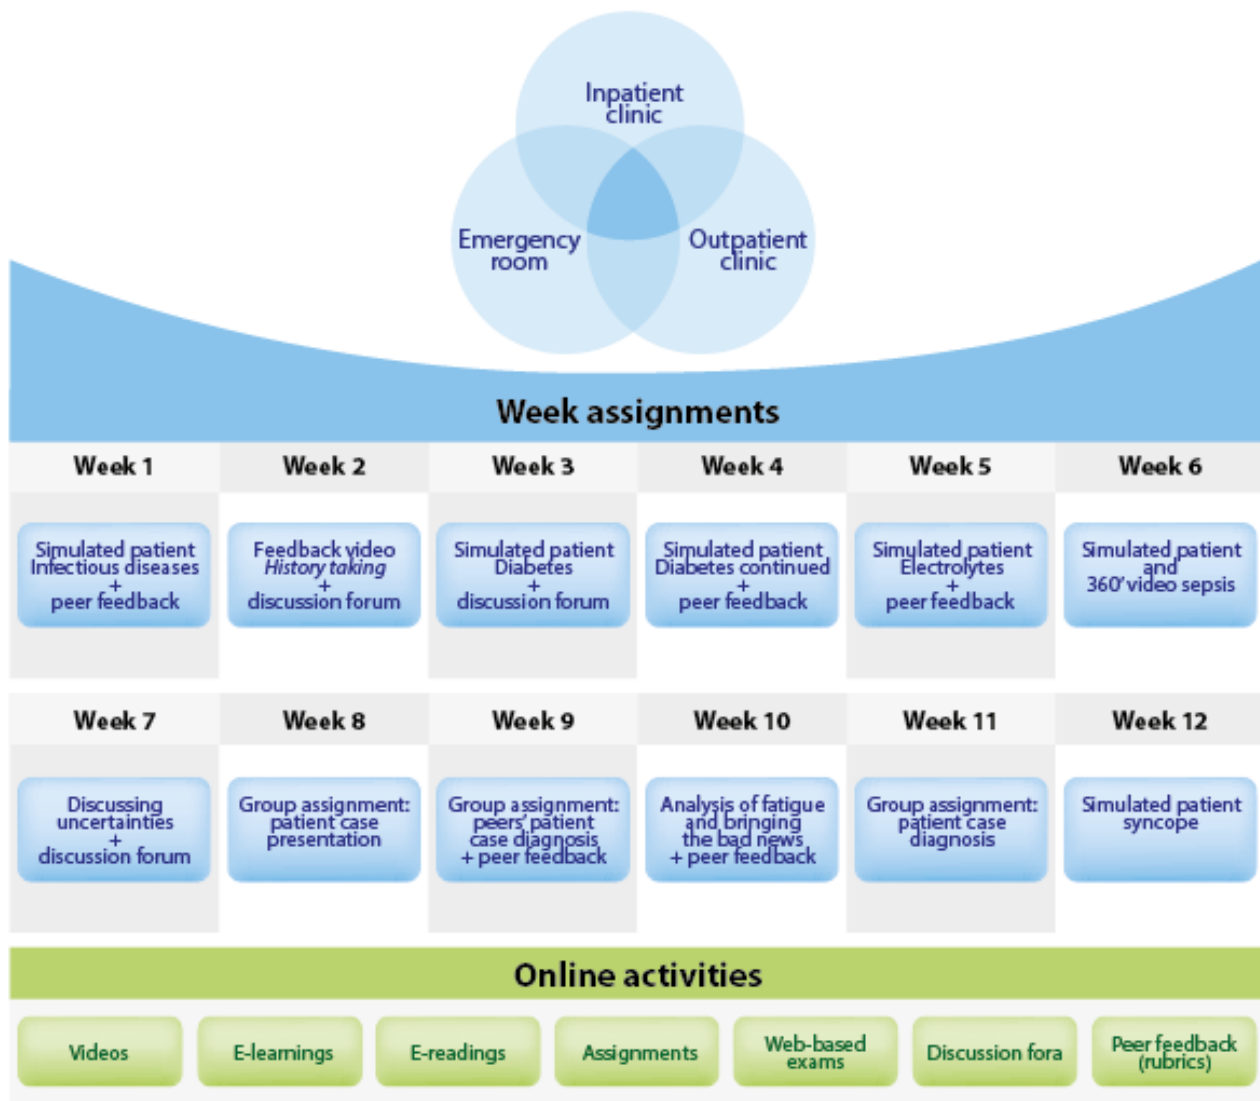 Inpatient
clinic
Emergency
room
Outpatient
clinic
Week assignments
Week 1
Week 2
Week 3
Week 4
Week 5
Week 6
Simulated patient
Infectious diseases
+
peer feedback
Feedback video
History taking
+
discussion forum
Simulated patient
Diabetes
+
discussion forum
Simulated patient
Diabetes continued
+
peer feedback
Simulated patient
Electrolytes
+
peer feedback
Simulated patient
and
360° video sepsis
Week 7
Week 8
Week 9
Week 10
Week 11
Week 12
Discussing
uncertainties
+
discussion forum
Group assignment:
patient case
presentation
Group assignment:
peers' patient
case diagnosis
+ peer feedback
Analysis of fatigue
and bringing
the bad news
+ peer feedback
Group assignment:
patient case
diagnosis
Simulated patient
syncope
Online activities
Videos
E-learnings
E-readings
Assignments
Web-based
exams
Discussion fora
Peer feedback
(rubrics)